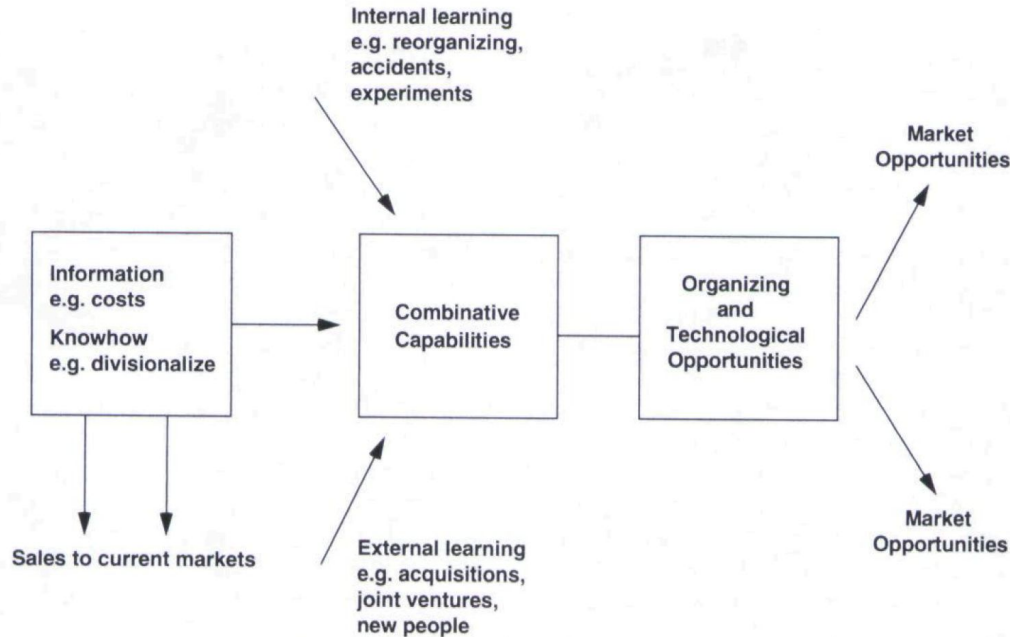 Internal learning
e.g. reorganizing,
accidents,
experiments
Market
Opportunities
Information
e.g. costs
Knowhow
e.g. divisionalize
Combinative
Capabilities
Organizing
and
Technological
Opportunities
Sales to current markets
External learning
e.g. acquisitions,
joint ventures,
new people
Market
Opportunities